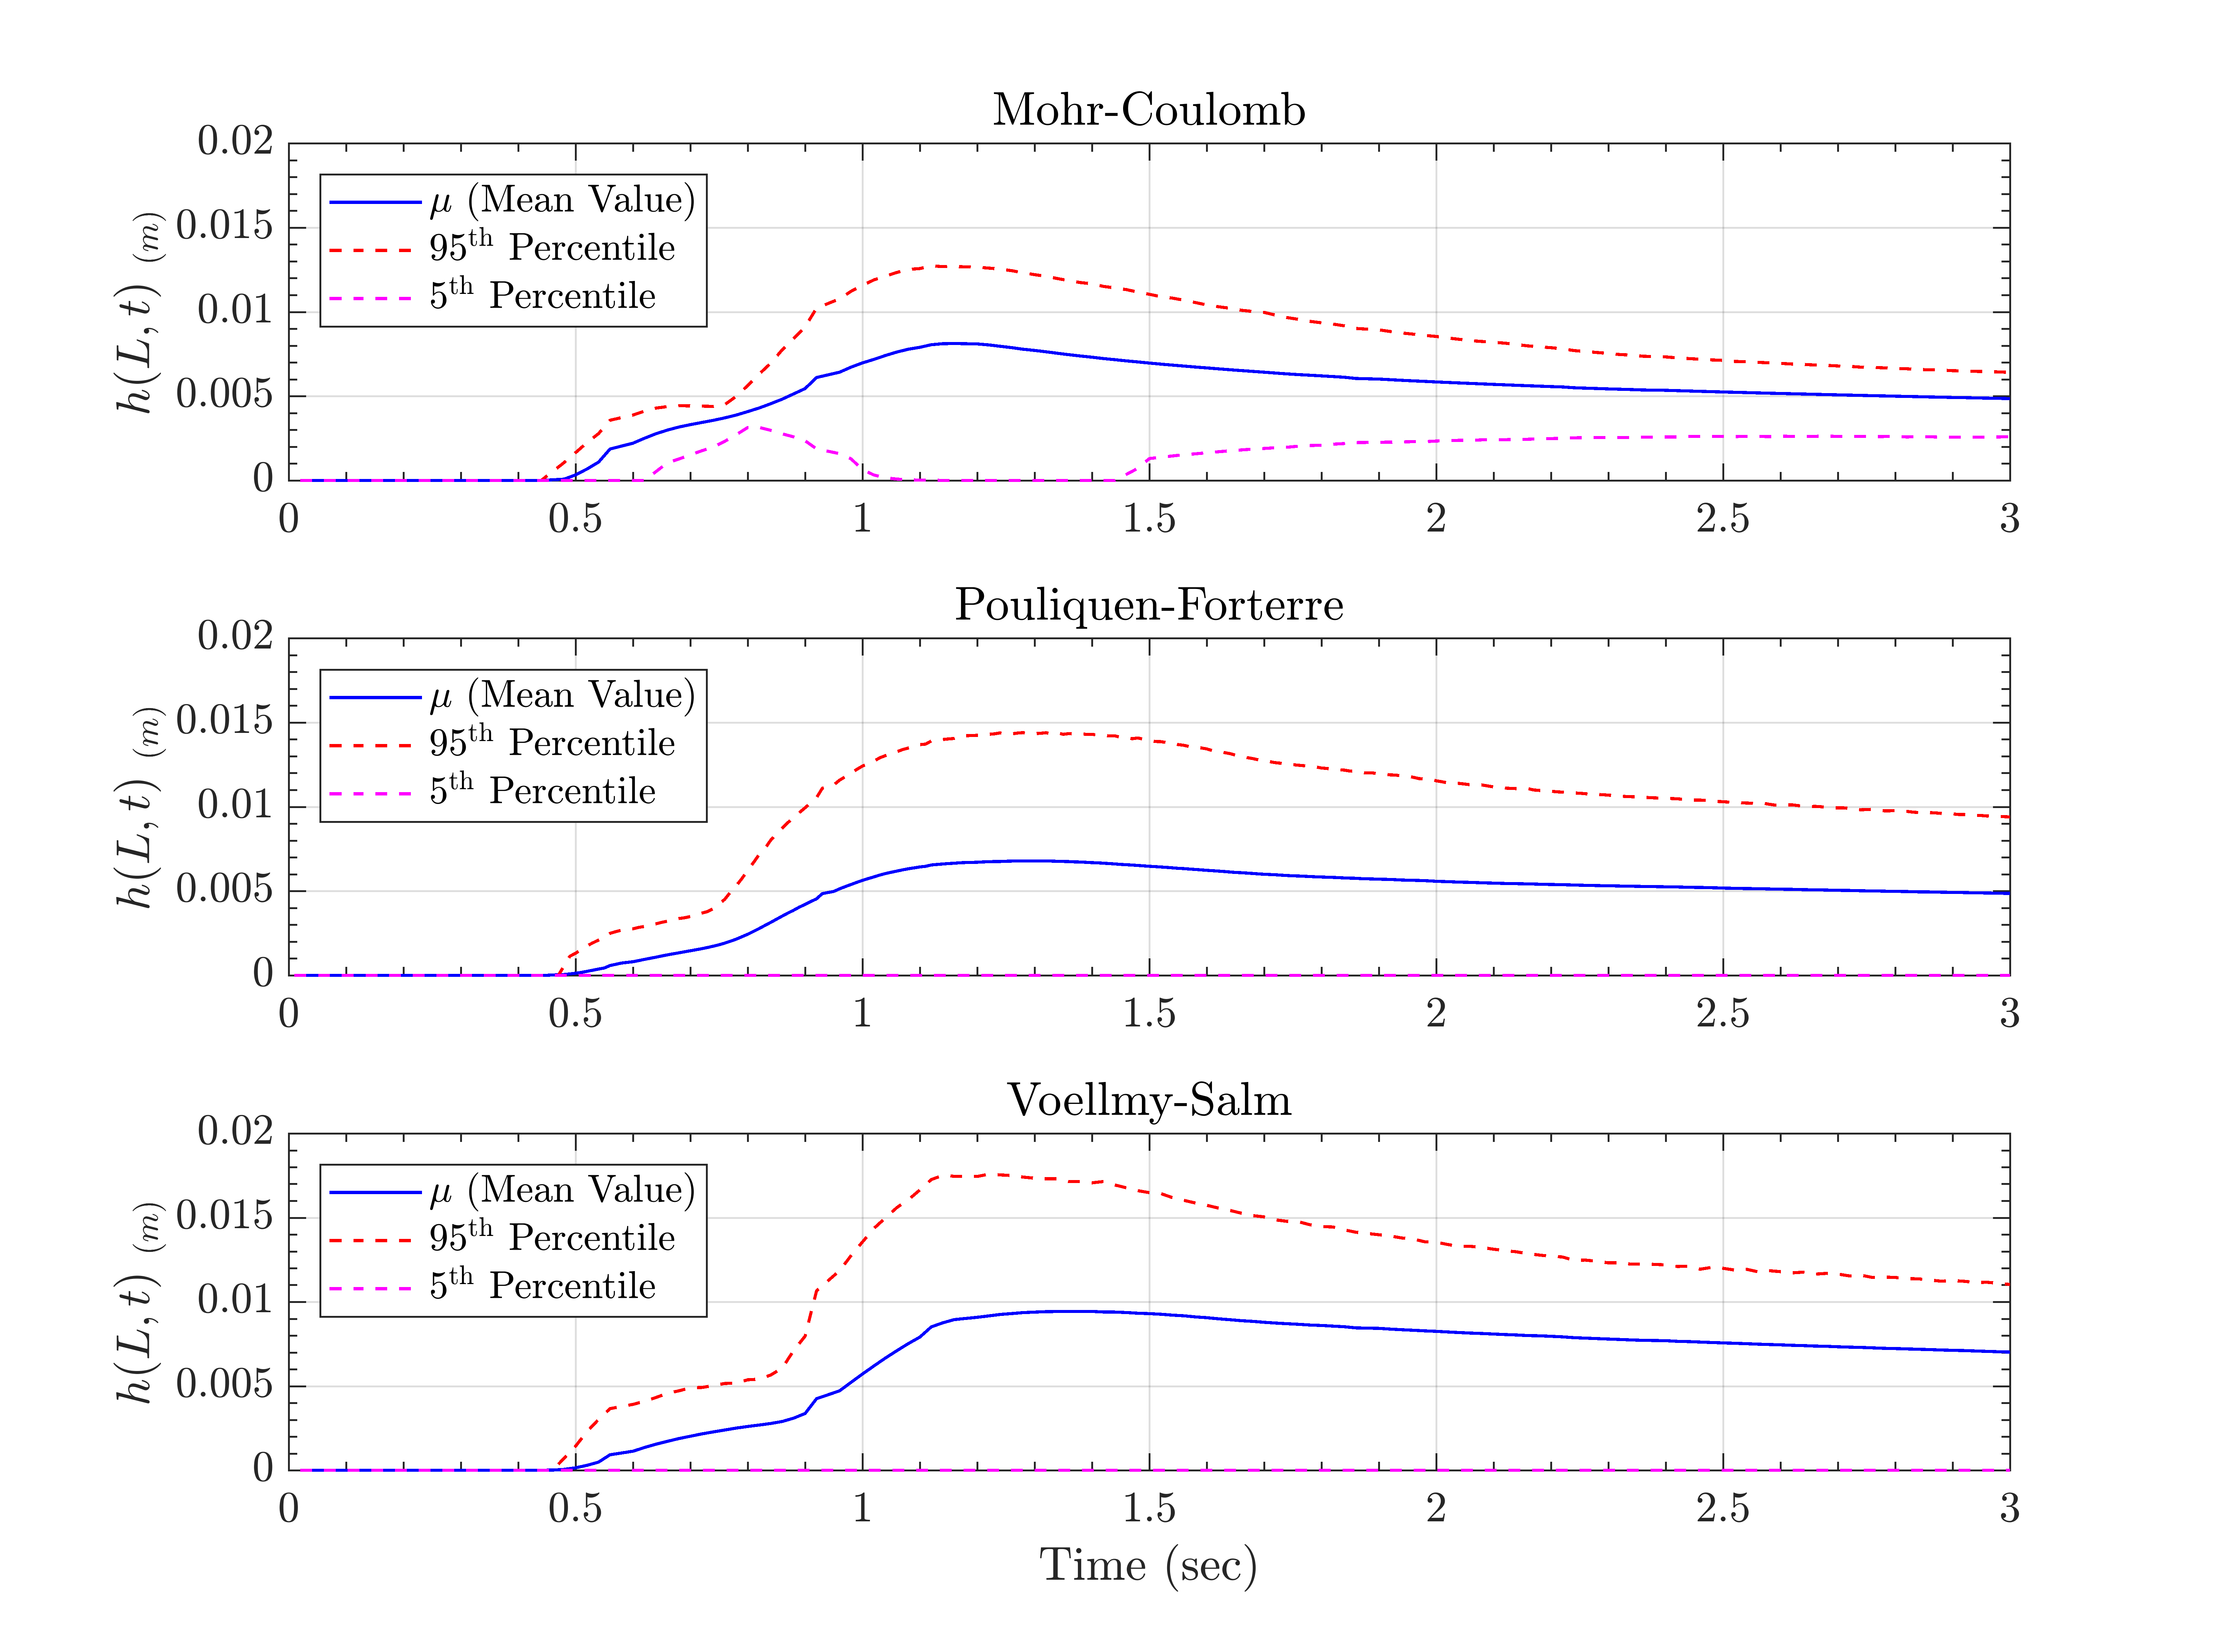 Mohr-Coulomb
0.02
0.015
0.01
0.005
0
h(L, t) (m)
μ (Mean Value)
95th Percentile
5th Percentile
0 0.5 1 1.5 2 2.5 3
Pouliquen-Forterre
0.02
0.015
0.01
0.005
0
h(L, t) (m)
μ (Mean Value)
95th Percentile
5th Percentile
0 0.5 1 1.5 2 2.5 3
Voellmy-Salm
0.02
0.015
0.01
0.005
0
h(L, t) (m)
μ (Mean Value)
95th Percentile
5th Percentile
0 0.5 1 1.5 2 2.5 3
Time (sec)